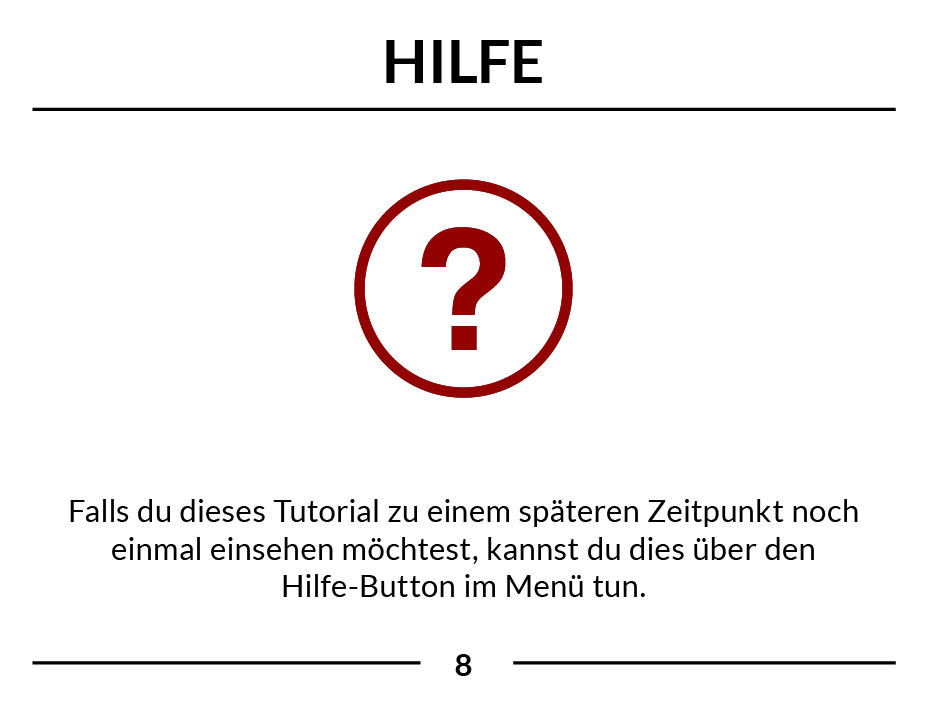 HILFE
?
Falls du dieses Tutorial zu einem späteren Zeitpunkt noch
einmal einsehen möchtest, kannst du dies über den
Hilfe-Button im Menü tun.
8